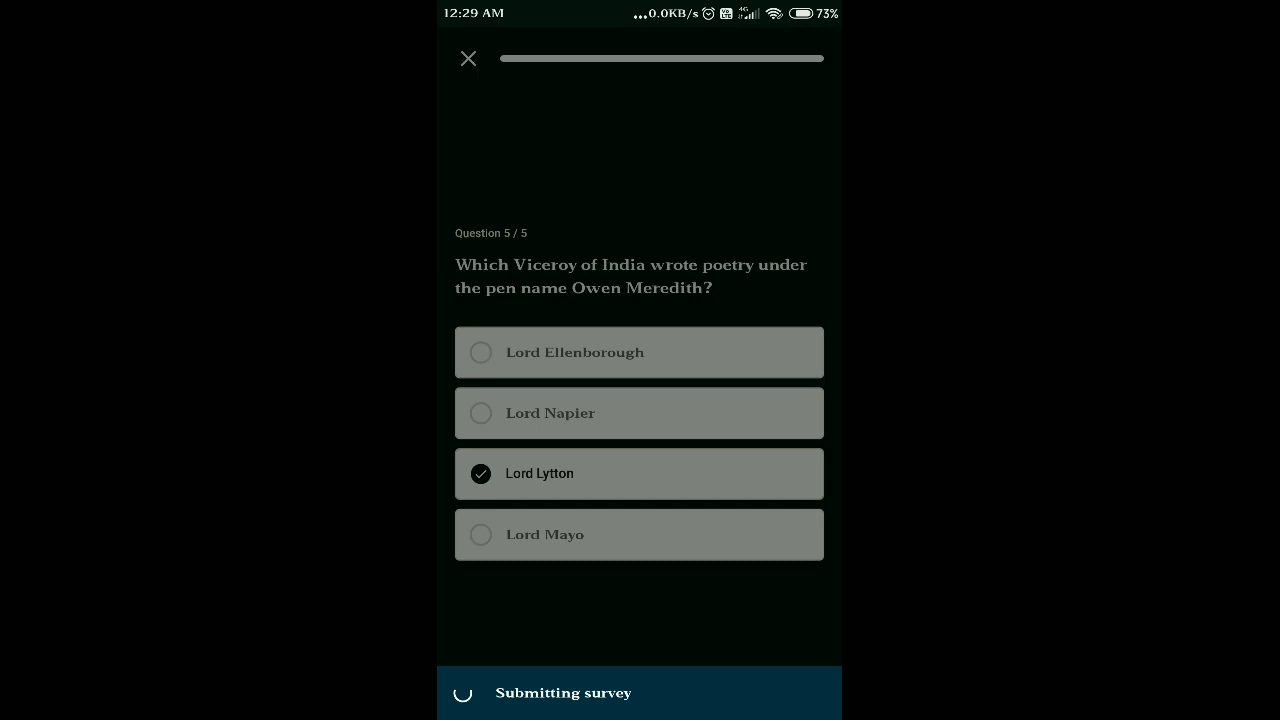 12:29 AM ...0.0KB/s 4G 73%
Question 5 / 5
Which Viceroy of India wrote poetry under
the pen name Owen Meredith?
Lord Ellenborough
Lord Napier
Lord Lytton
Lord Mayo
Submitting survey